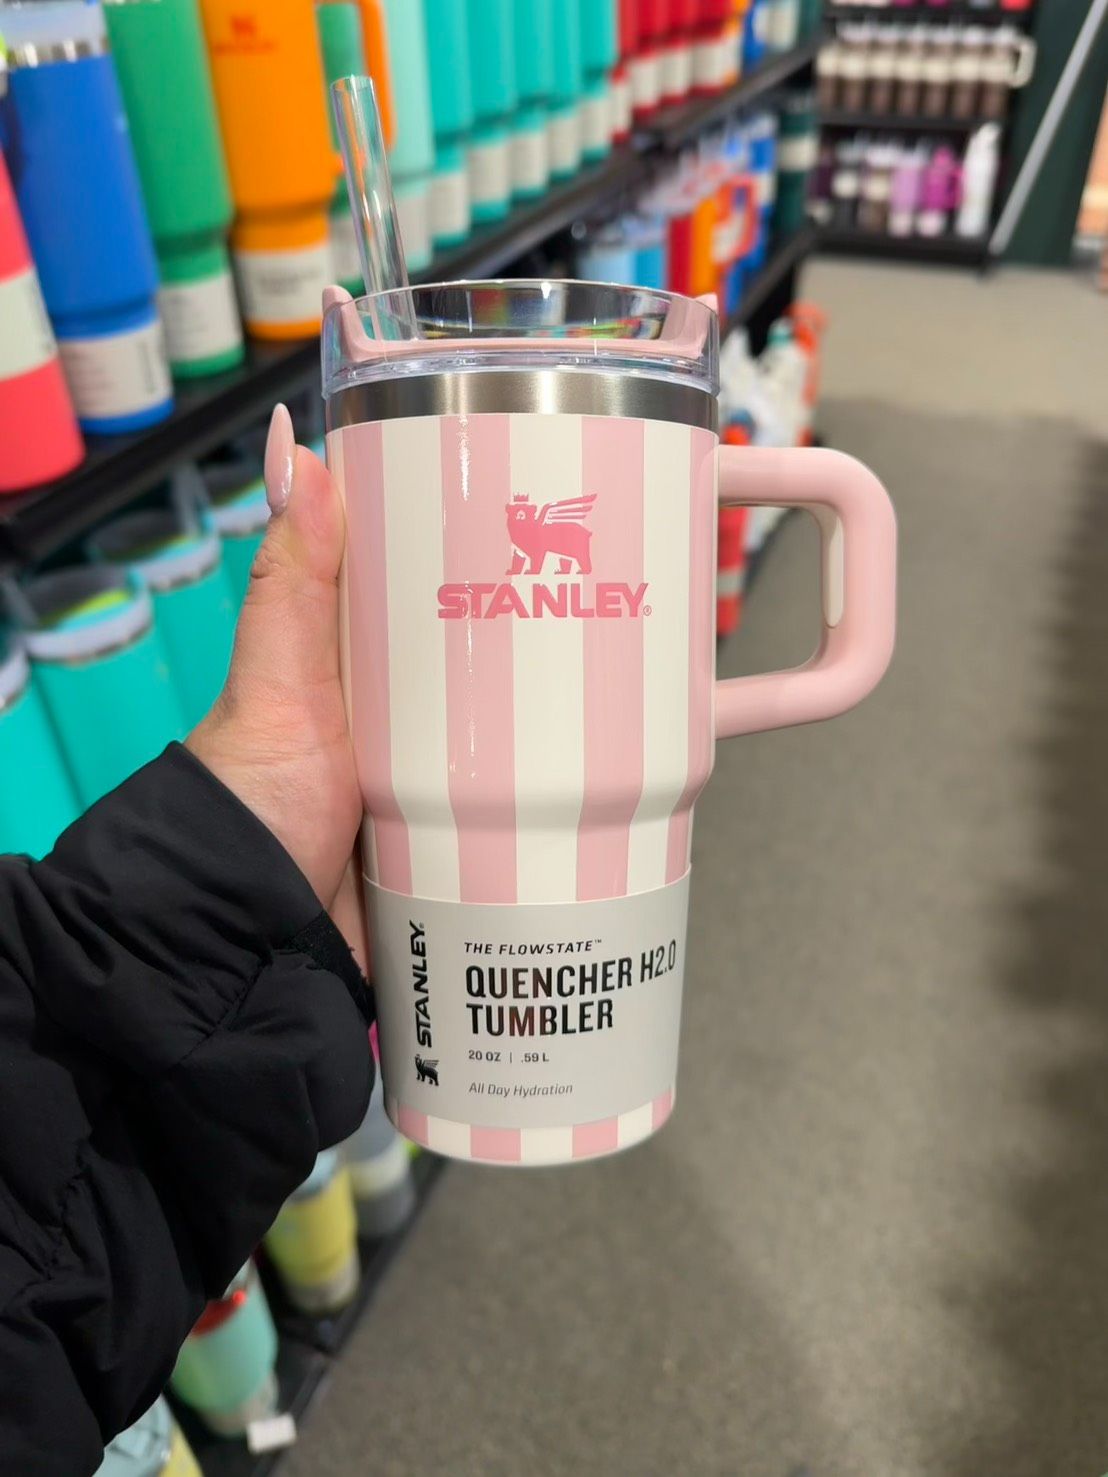 STANLEY®
STANLEY®
THE FLOWSTATE™
QUENCHER H2.0
TUMBLER
20 OZ | .59 L
All Day Hydration